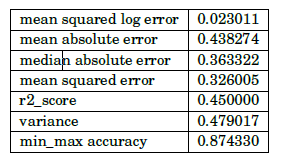 mean squared log error 0.023011
mean absolute error 0.438274
median absolute error 0.363322
mean squared error 0.326005
r2_score 0.450000
variance 0.479017
min_max accuracy 0.874330